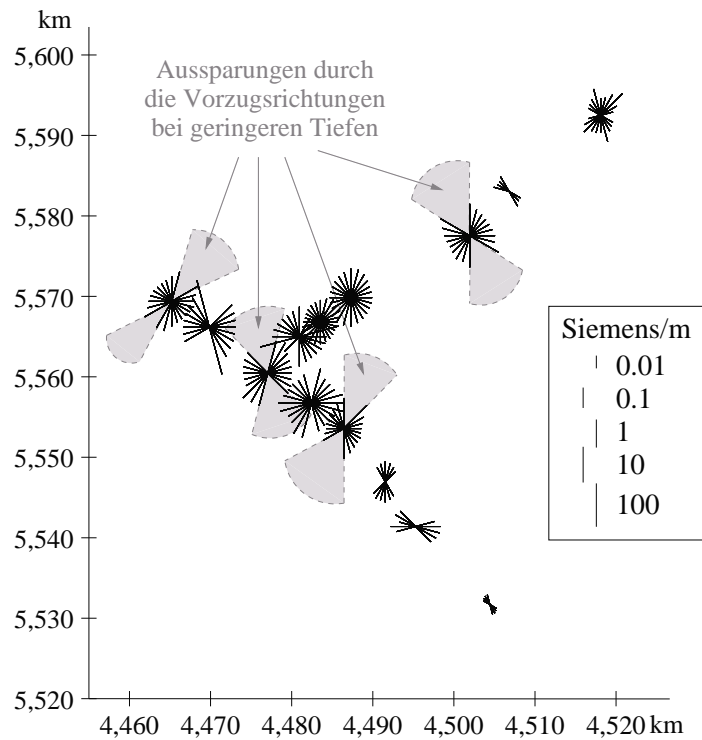 km
5,600
Aussparungen durch
die Vorzugsrichtungen
bei geringeren Tiefen
5,590
5,580
5,570
5,560
5,550
5,540
5,530
5,520
Siemens/m
0.01
0.1
1
10
100
4,460 4,470 4,480 4,490 4,500 4,510 4,520 km